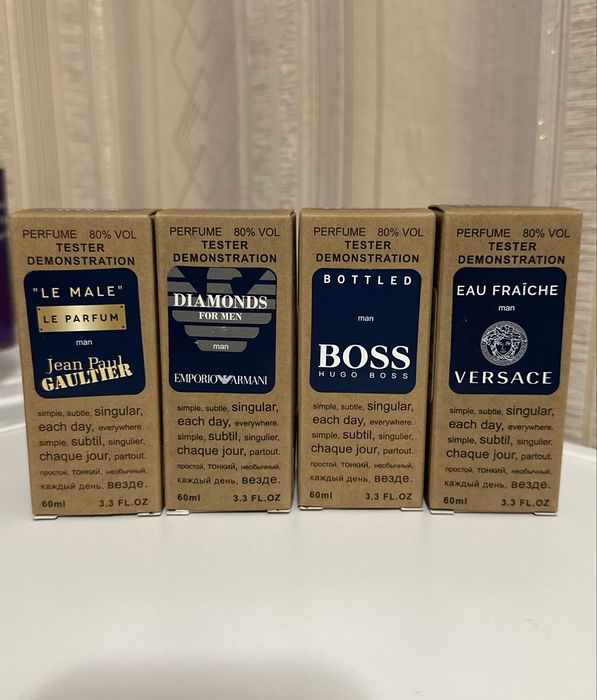 PERFUME 80% VOL
TESTER
DEMONSTRATION
"LE MALE"
LE PARFUM
man
Jean Paul
GAULTIER
simple, subtle, singular,
each day, everywhere.
simple, subtil, singulier,
chaque jour, partout.
простой, тонкий, необычный.
каждый день, везде.
60ml 3.3 FL.OZ
PERFUME 80% VOL
TESTER
DEMONSTRATION
DIAMONDS
FOR MEN
man
EMPORIO ARMANI
simple, subtle, singular,
each day, everywhere.
simple, subtil, singulier,
chaque jour, partout.
простой, тонкий, необычный.
каждый день, везде.
60ml 3.3 FL.OZ
PERFUME 80% VOL
TESTER
DEMONSTRATION
BOTTLED
man
BOSS
HUGO BOSS
simple, subtle, singular,
each day, everywhere.
simple, subtil, singulier,
chaque jour, partout.
простой, тонкий, необычный.
каждый день, везде.
60ml 3.3 FL.OZ
PERFUME 80% VOL
TESTER
DEMONSTRATION
EAU FRAÎCHE
man
VERSACE
simple, subtle, singular,
each day, everywhere.
simple, subtil, singulier,
chaque jour, partout.
простой, тонкий, необычный.
каждый день, везде.
60ml 3.3 FL.OZ